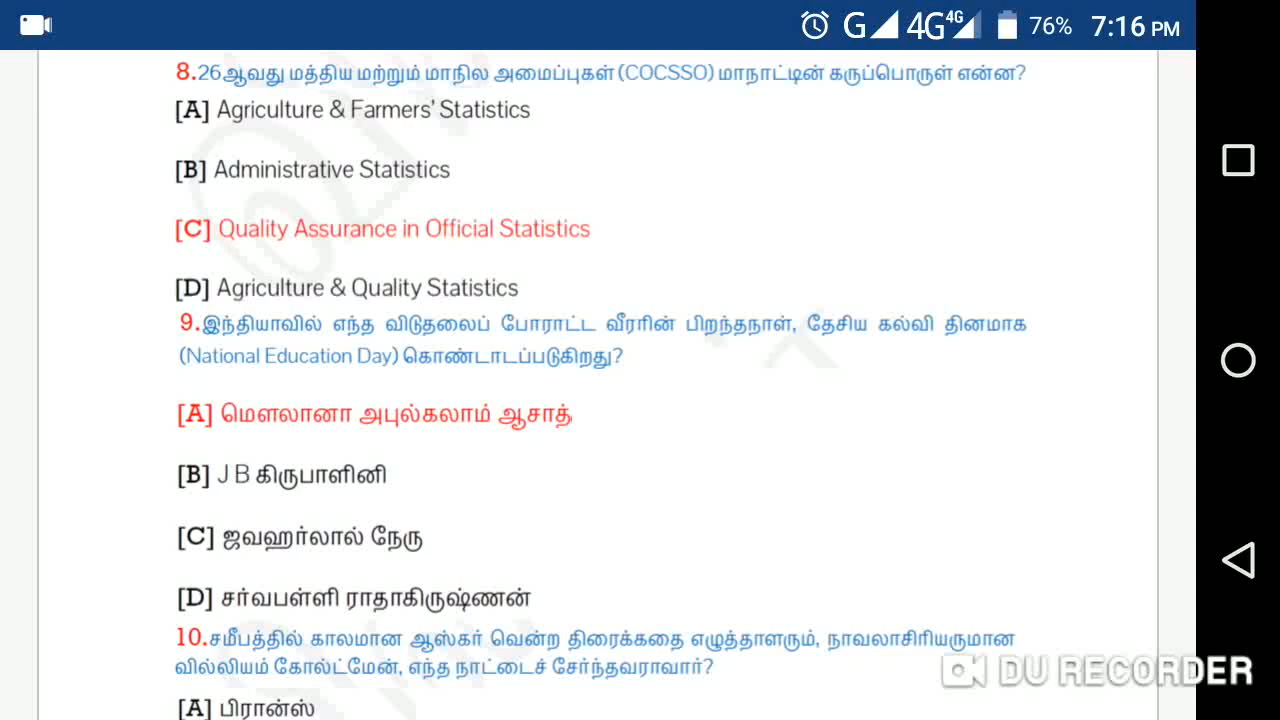 G 4G 4G 76% 7:16 PM
8.26ஆவது மத்திய மற்றும் மாநில அமைப்புகள் (COCSSO) மாநாட்டின் கருப்பொருள் என்ன?
[A] Agriculture & Farmers' Statistics
[B] Administrative Statistics
[C] Quality Assurance in Official Statistics
[D] Agriculture & Quality Statistics
9.இந்தியாவில் எந்த விடுதலைப் போராட்ட வீரரின் பிறந்தநாள், தேசிய கல்வி தினமாக
(National Education Day) கொண்டாடப்படுகிறது?
[A] மௌலானா அபுல்கலாம் ஆசாத்
[B] J B கிருபாளினி
[C] ஜவஹர்லால் நேரு
[D] சர்வபள்ளி ராதாகிருஷ்ணன்
10.சமீபத்தில் காலமான ஆஸ்கர் வென்ற திரைக்கதை எழுத்தாளரும், நாவலாசிரியருமான
வில்லியம் கோல்ட்மேன், எந்த நாட்டைச் சேர்ந்தவராவார்?
DU RECORDER
[A] பிரான்ஸ்